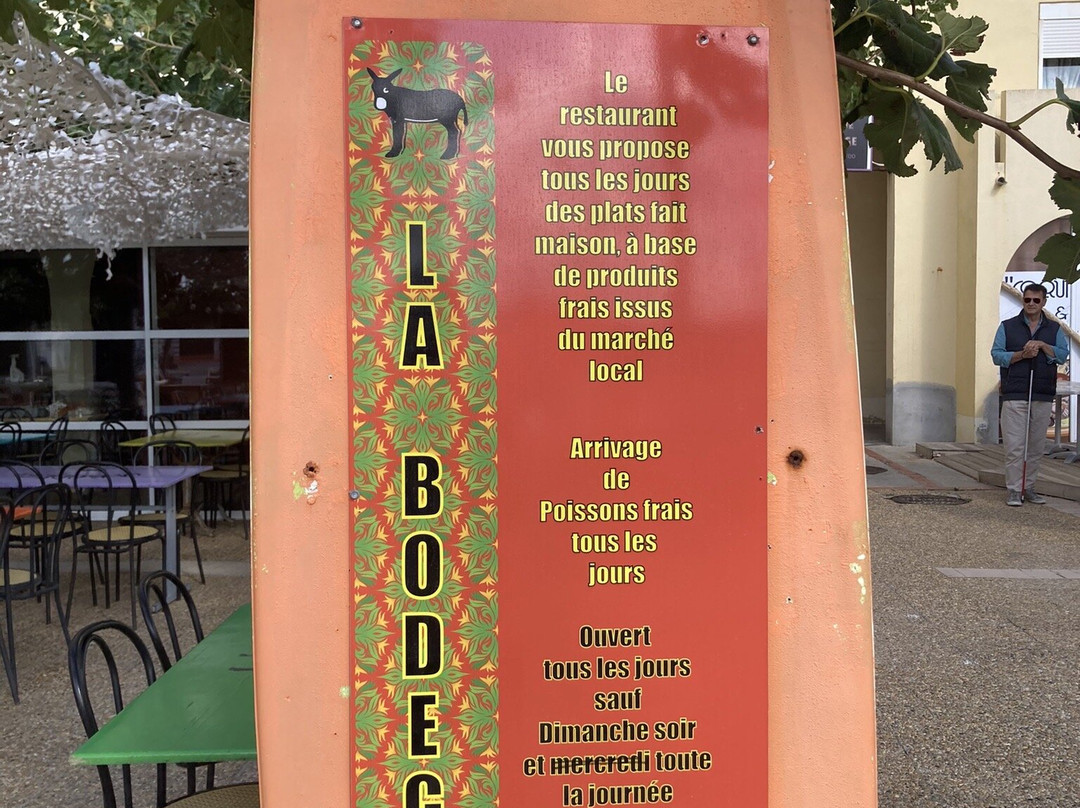 LA BODEG
Le
restaurant
vous propose
tous les jours
des plats fait
maison, à base
de produits
frais issus
du marché
local
Arrivage
de
Poissons frais
tous les
jours
Ouvert
tous les jours
sauf
Dimanche soir
et mercredi toute
la journée
&